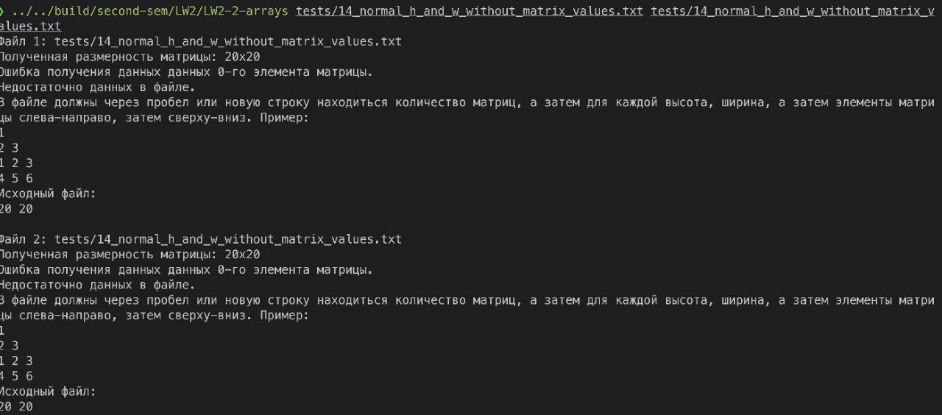 ❯ ../../build/second-sem/LW2/LW2-2-arrays tests/14_normal_h_and_w_without_matrix_values.txt tests/14_normal_h_and_w_without_matrix_v
alues.txt
Файл 1: tests/14_normal_h_and_w_without_matrix_values.txt
Полученная размерность матрицы: 20x20
Ошибка получения данных данных 0-го элемента матрицы.
Недостаточно данных в файле.
В файле должны через пробел или новую строку находиться количество матриц, а затем для каждой высота, ширина, а затем элементы матри
цы слева-направо, затем сверху-вниз. Пример:
1
2 3
1 2 3
4 5 6
Исходный файл:
20 20
Файл 2: tests/14_normal_h_and_w_without_matrix_values.txt
Полученная размерность матрицы: 20x20
Ошибка получения данных данных 0-го элемента матрицы.
Недостаточно данных в файле.
В файле должны через пробел или новую строку находиться количество матриц, а затем для каждой высота, ширина, а затем элементы матри
цы слева-направо, затем сверху-вниз. Пример:
1
2 3
1 2 3
4 5 6
Исходный файл:
20 20